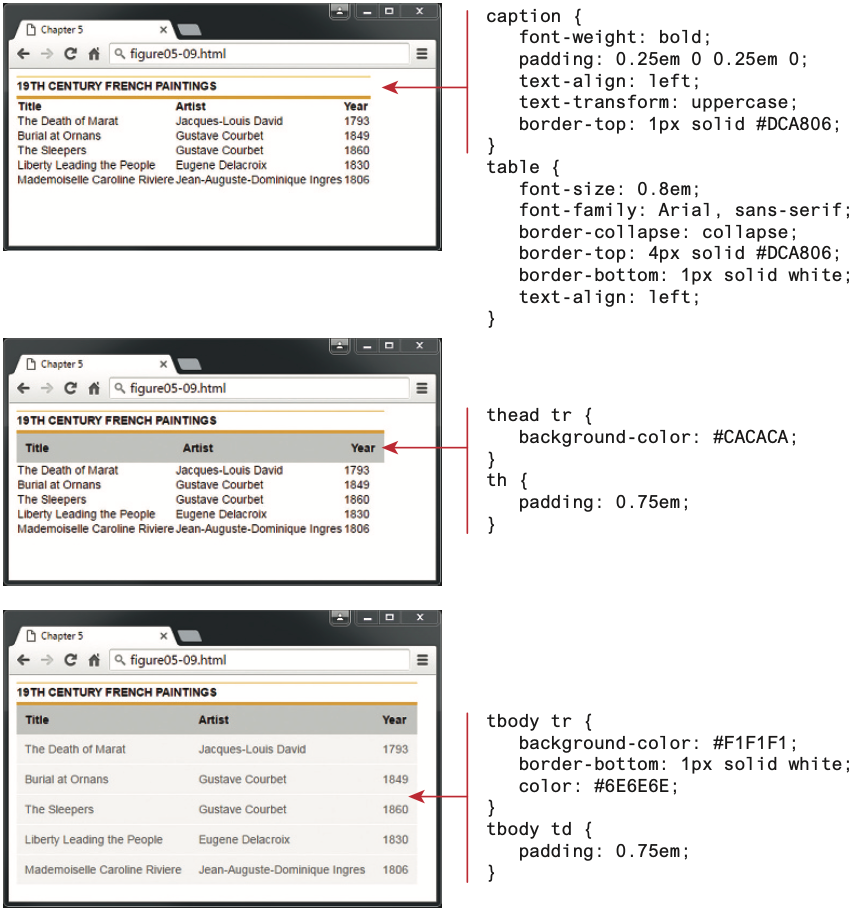 Chapter 5
figure05-09.html
19TH CENTURY FRENCH PAINTINGS
Title Artist Year
The Death of Marat Jacques-Louis David 1793
Burial at Ornans Gustave Courbet 1849
The Sleepers Gustave Courbet 1860
Liberty Leading the People Eugene Delacroix 1830
Mademoiselle Caroline Riviere Jean-Auguste-Dominique Ingres 1806
caption {
font-weight: bold;
padding: 0.25em 0 0.25em 0;
text-align: left;
text-transform: uppercase;
border-top: 1px solid #DCA806;
}
table {
font-size: 0.8em;
font-family: Arial, sans-serif;
border-collapse: collapse;
border-top: 4px solid #DCA806;
border-bottom: 1px solid white;
text-align: left;
}
Chapter 5
figure05-09.html
19TH CENTURY FRENCH PAINTINGS
Title Artist Year
The Death of Marat Jacques-Louis David 1793
Burial at Ornans Gustave Courbet 1849
The Sleepers Gustave Courbet 1860
Liberty Leading the People Eugene Delacroix 1830
Mademoiselle Caroline Riviere Jean-Auguste-Dominique Ingres 1806
thead tr {
background-color: #CACACA;
}
th {
padding: 0.75em;
}
Chapter 5
figure05-09.html
19TH CENTURY FRENCH PAINTINGS
Title Artist Year
The Death of Marat Jacques-Louis David 1793
Burial at Ornans Gustave Courbet 1849
The Sleepers Gustave Courbet 1860
Liberty Leading the People Eugene Delacroix 1830
Mademoiselle Caroline Riviere Jean-Auguste-Dominique Ingres 1806
tbody tr {
background-color: #F1F1F1;
border-bottom: 1px solid white;
color: #6E6E6E;
}
tbody td {
padding: 0.75em;
}